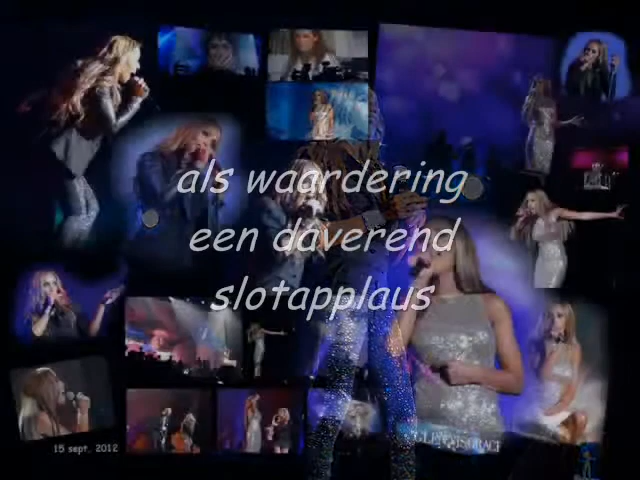 als waardering
een daverend
slotapplaus
15 sept. 2012